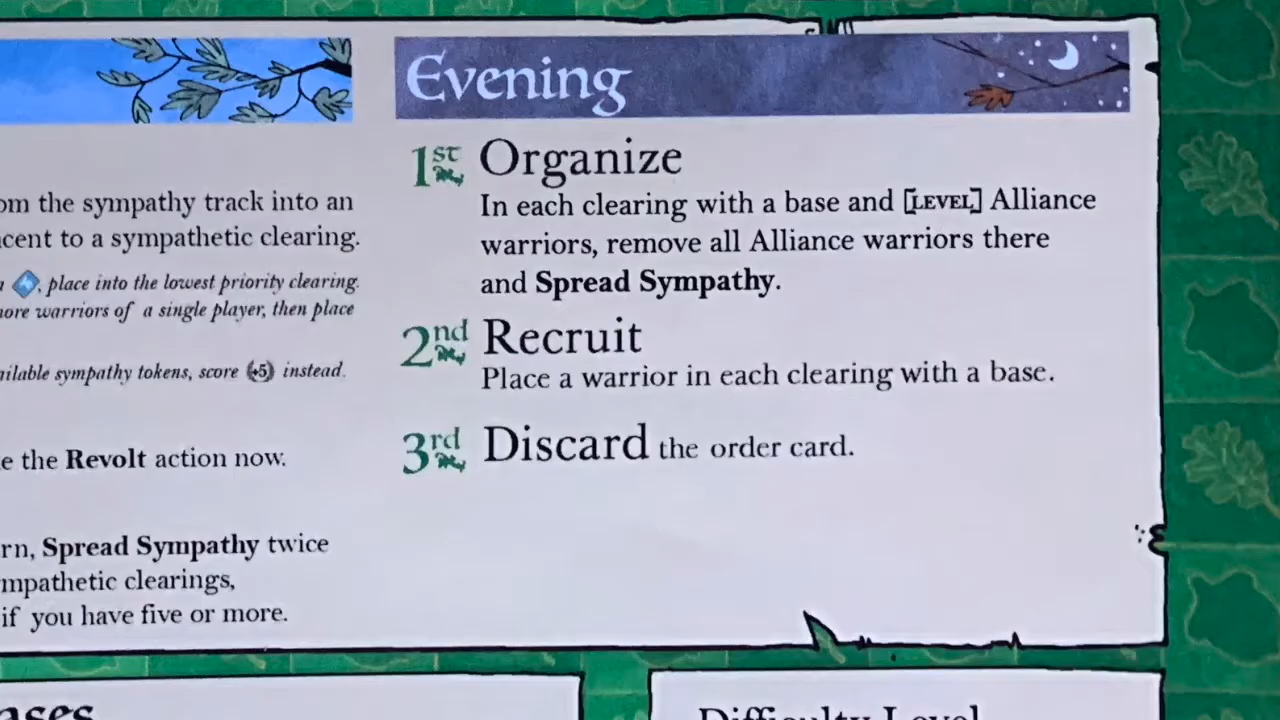 om the sympathy track into an
cent to a sympathetic clearing.
place into the lowest priority clearing.
ore warriors of a single player, then place
ailable sympathy tokens, score +5 instead.
e the Revolt action now.
rn, Spread Sympathy twice
mpathetic clearings,
if you have five or more.
Evening
1st Organize
In each clearing with a base and [LEVEL] Alliance
warriors, remove all Alliance warriors there
and Spread Sympathy.
2nd Recruit
Place a warrior in each clearing with a base.
3rd Discard the order card.
ases
Difficulty Level